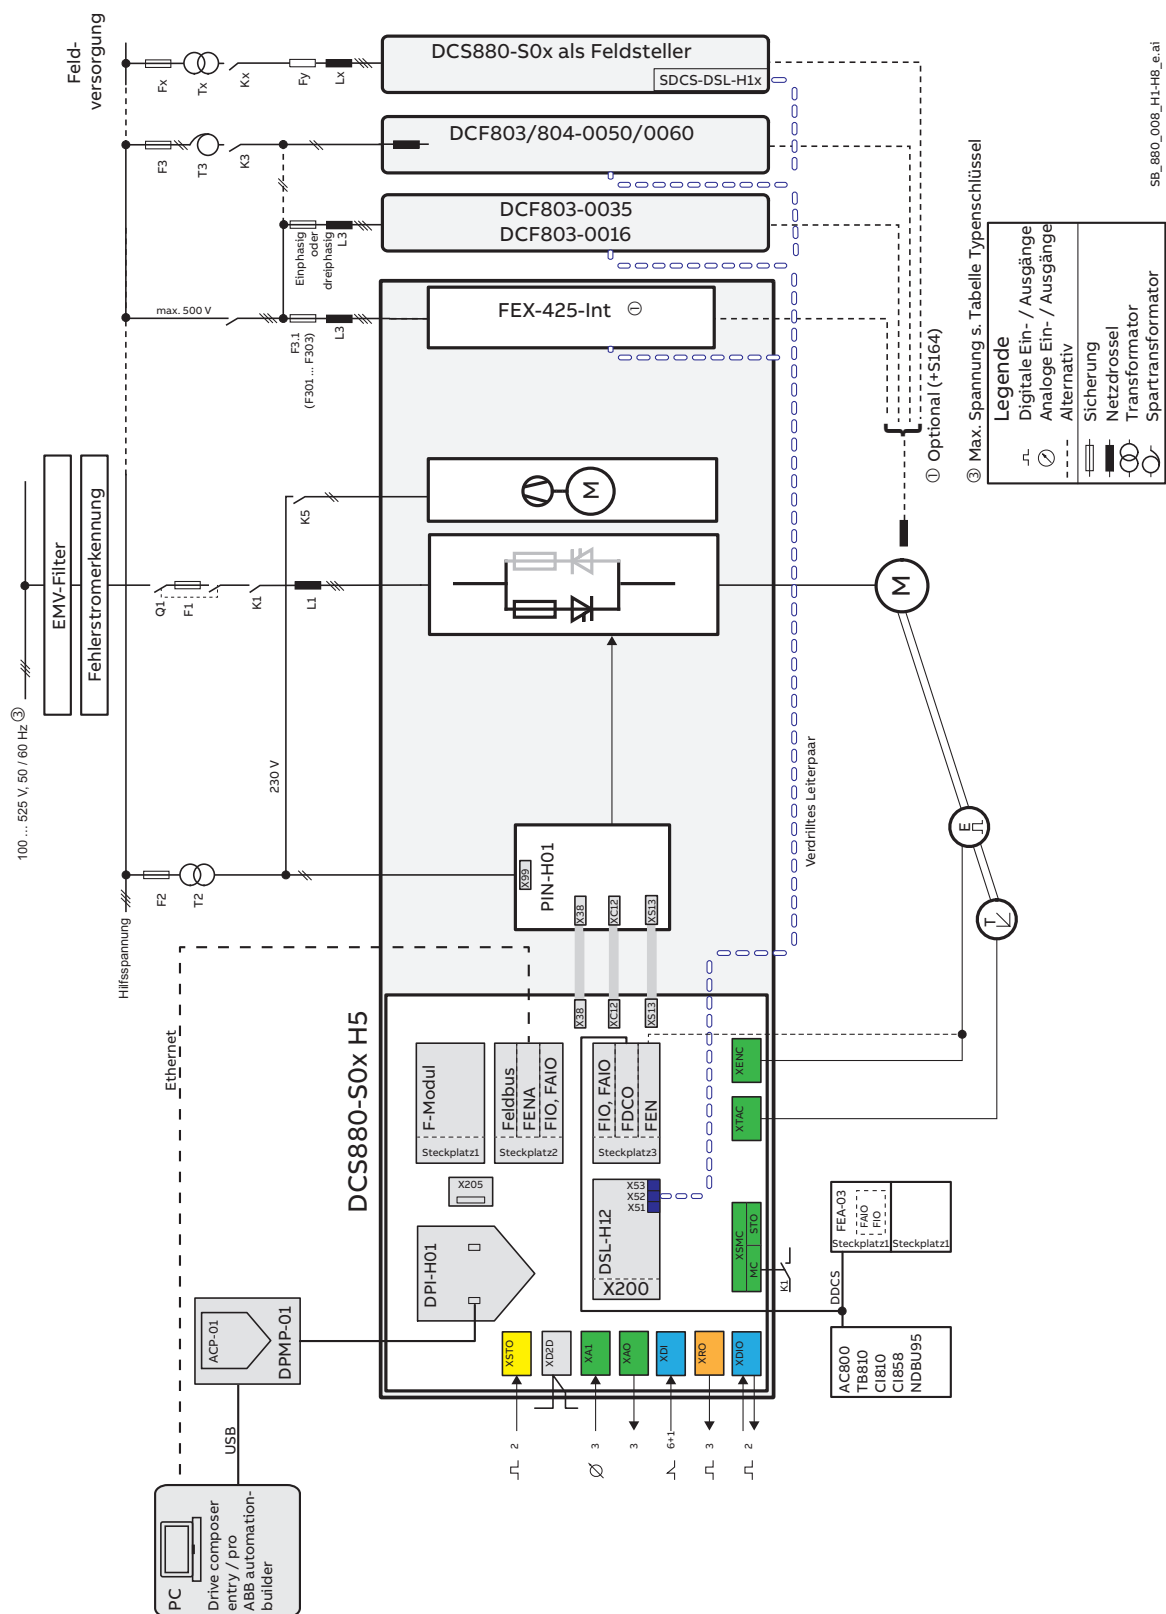 Feld-
versorgung
Fx
Tx
Kx
Fy
Lx
DCS880-S0x als Feldsteller
SDCS-DSL-H1x
SB_880_008_H1-H8_e.ai
F3
T3
K3
DCF803/804-0050/0060
Einphasig
oder
dreiphasig
L3
DCF803-0035
DCF803-0016
max. 500 V
F3.1
(F301 ... F303)
L3
FEX-425-Int ①
① Optional (+S164)
③ Max. Spannung s. Tabelle Typenschlüssel
Legende
Digitale Ein- / Ausgänge
Analoge Ein- / Ausgänge
Alternativ
Sicherung
Netzdrossel
Transformator
Spartransformator
100 ... 525 V, 50 / 60 Hz ③
EMV-Filter
Fehlerstromerkennung
Q1
F1
K1
L1
K5
M
M
230 V
Hilfsspannung
F2
T2
PIN-H01
X99
X38
XC12
XS13
X38
XC12
XS13
Verdrilltes Leiterpaar
E
T
Ethernet
DCS880-S0x H5
F-Modul
Steckplatz1
Feldbus
FENA
FIO, FAIO
Steckplatz2
FIO, FAIO
FDCO
FEN
Steckplatz3
X205
DPI-H01
DSL-H12
X200
X53
X52
X51
XENC
XTAC
XSMC
MC
STO
K1
DDCS
FEA-03
FAIO
FIO
Steckplatz1
Steckplatz1
AC800
TB810
CI810
CI858
NDBU95
ACP-01
DPMP-01
USB
XSTO
XD2D
XA1
XAO
XDI
XRO
XDIO
2
3
3
6+1
3
2
PC
Drive composer
entry / pro
ABB automation-
builder